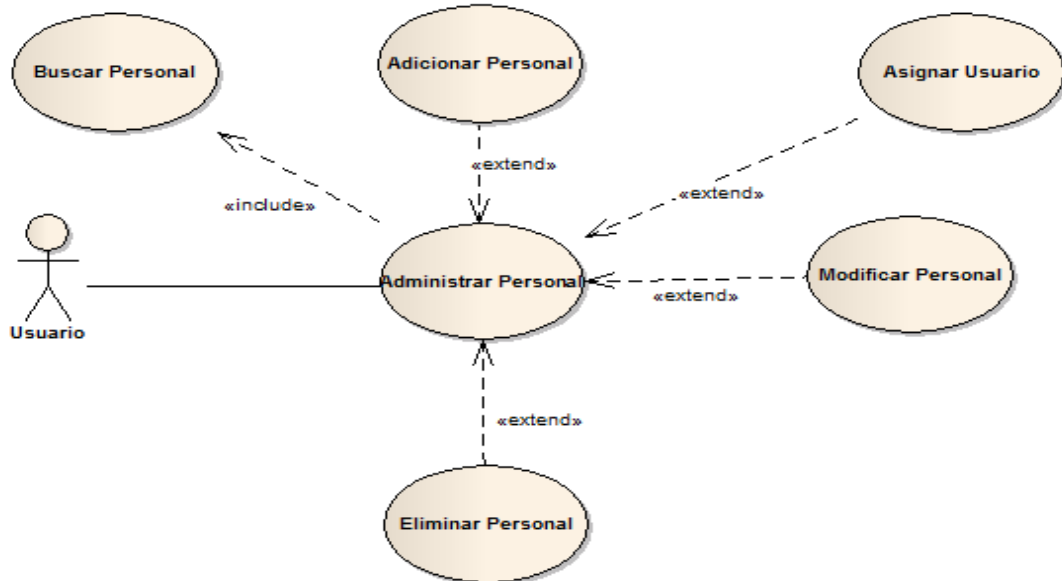 Buscar Personal
Adicionar Personal
Asignar Usuario
«extend»
«extend»
«include»
Usuario
Administrar Personal
Modificar Personal
«extend»
«extend»
Eliminar Personal